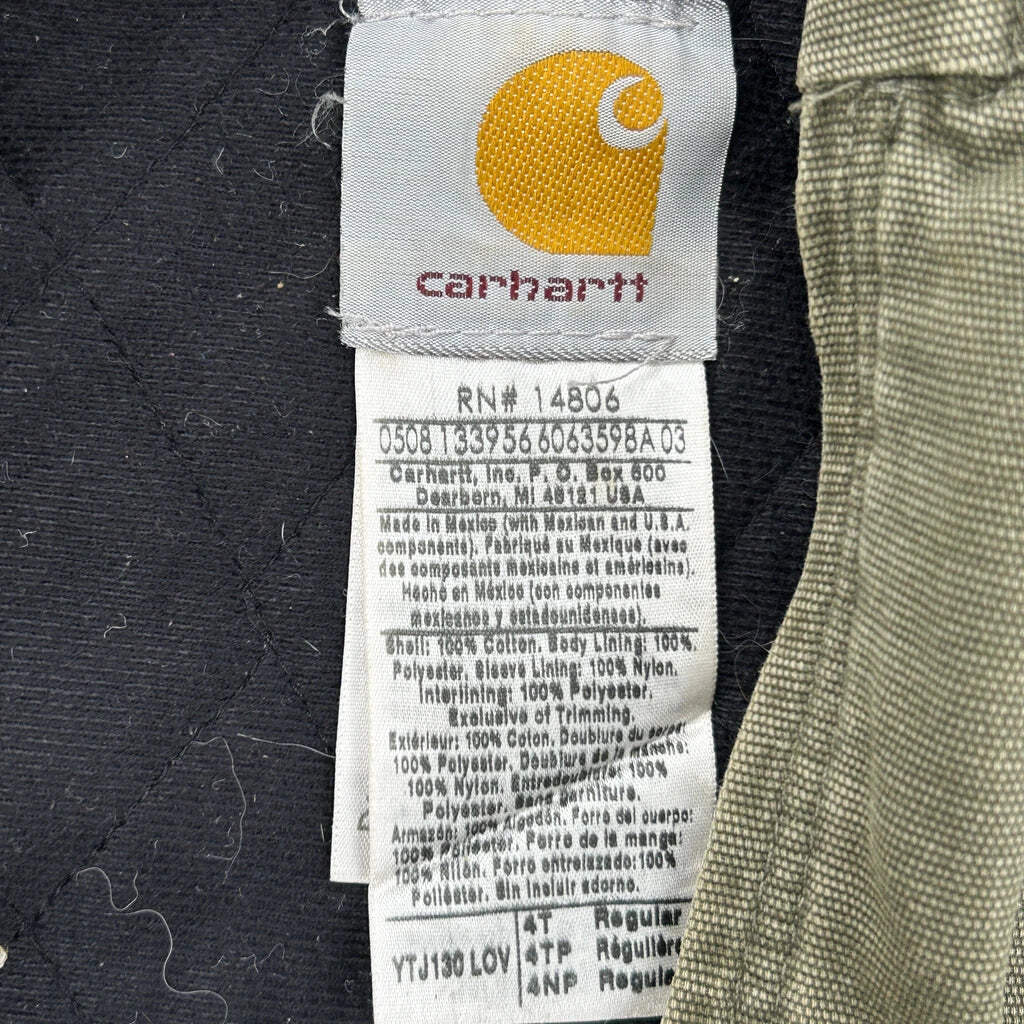 carhartt
RN# 14806
0508 133956 6063598A 03
Carhartt, Inc. P. O. Box 600
Dearborn, MI 48121 USA
Made in Mexico (with Mexican and U.S.A.
components). Fabriqué au Mexique (avec
des composants mexicains et américains).
Hecho en México (con componentes
mexicanos y estadounidenses).
Shell: 100% Cotton. Body Lining: 100%
Polyester. Sleeve Lining: 100% Nylon.
Interlining: 100% Polyester.
Exclusive of Trimming.
Extérieur: 100% Coton. Doublure du
100% Polyester. Doublure manche:
100% Nylon. 100%
Polyester. Sans Garniture.
Armazón: 100% Algodón. Forro del cuerpo:
100% Poliéster. Forro de la manga:
100% Nilón. Forro entrelazado: 100%
Poliéster. Sin incluir adorno.
YTJ130 LOV
4T Regular
4TP Régulière
4NP Regular